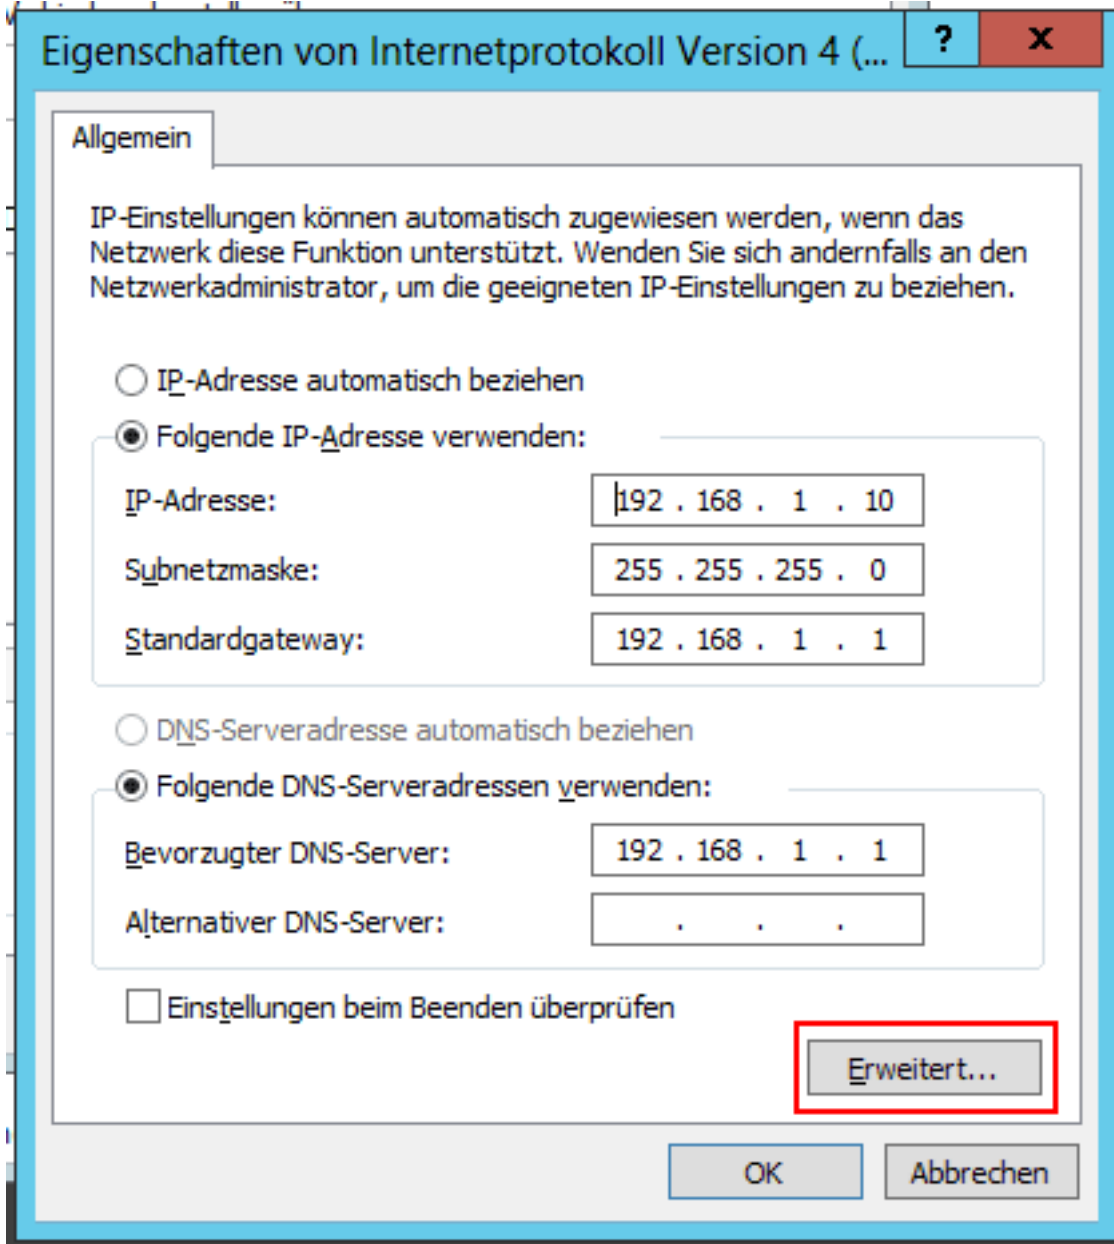 Eigenschaften von Internetprotokoll Version 4 (...
?
x
Allgemein
IP-Einstellungen können automatisch zugewiesen werden, wenn das
Netzwerk diese Funktion unterstützt. Wenden Sie sich andernfalls an den
Netzwerkadministrator, um die geeigneten IP-Einstellungen zu beziehen.
IP-Adresse automatisch beziehen
Folgende IP-Adresse verwenden:
IP-Adresse: 192 . 168 . 1 . 10
Subnetzmaske: 255 . 255 . 255 . 0
Standardgateway: 192 . 168 . 1 . 1
DNS-Serveradresse automatisch beziehen
Folgende DNS-Serveradressen verwenden:
Bevorzugter DNS-Server: 192 . 168 . 1 . 1
Alternativer DNS-Server: . . .
Einstellungen beim Beenden überprüfen
Erweitert...
OK Abbrechen